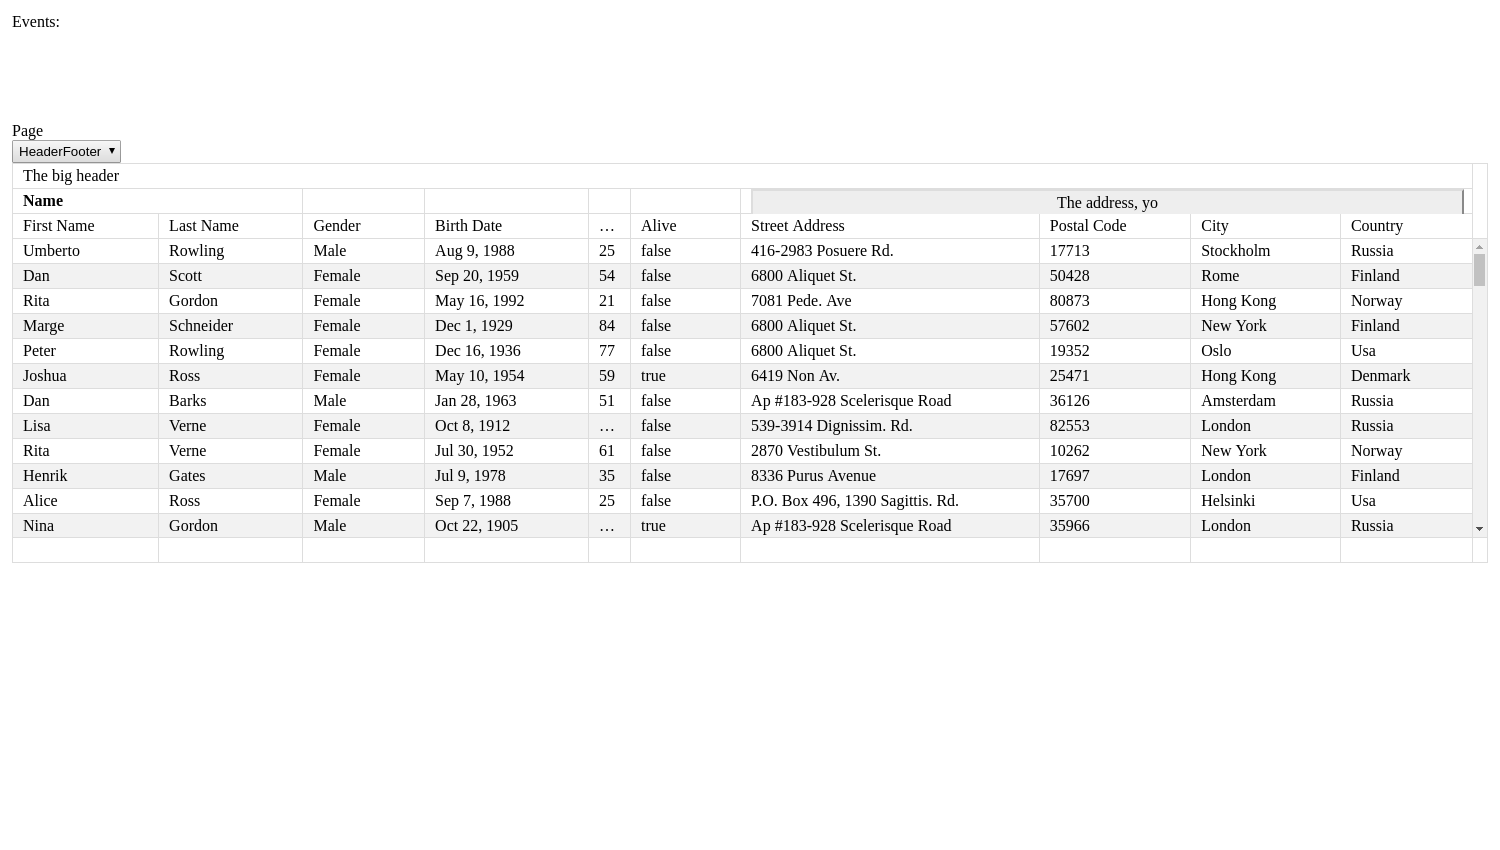 Events:
Page
HeaderFooter ▼
The big header
Name The address, yo
First Name Last Name Gender Birth Date … Alive Street Address Postal Code City Country
Umberto Rowling Male Aug 9, 1988 25 false 416-2983 Posuere Rd. 17713 Stockholm Russia
Dan Scott Female Sep 20, 1959 54 false 6800 Aliquet St. 50428 Rome Finland
Rita Gordon Female May 16, 1992 21 false 7081 Pede. Ave 80873 Hong Kong Norway
Marge Schneider Female Dec 1, 1929 84 false 6800 Aliquet St. 57602 New York Finland
Peter Rowling Female Dec 16, 1936 77 false 6800 Aliquet St. 19352 Oslo Usa
Joshua Ross Female May 10, 1954 59 true 6419 Non Av. 25471 Hong Kong Denmark
Dan Barks Male Jan 28, 1963 51 false Ap #183-928 Scelerisque Road 36126 Amsterdam Russia
Lisa Verne Female Oct 8, 1912 … false 539-3914 Dignissim. Rd. 82553 London Russia
Rita Verne Female Jul 30, 1952 61 false 2870 Vestibulum St. 10262 New York Norway
Henrik Gates Male Jul 9, 1978 35 false 8336 Purus Avenue 17697 London Finland
Alice Ross Female Sep 7, 1988 25 false P.O. Box 496, 1390 Sagittis. Rd. 35700 Helsinki Usa
Nina Gordon Male Oct 22, 1905 … true Ap #183-928 Scelerisque Road 35966 London Russia